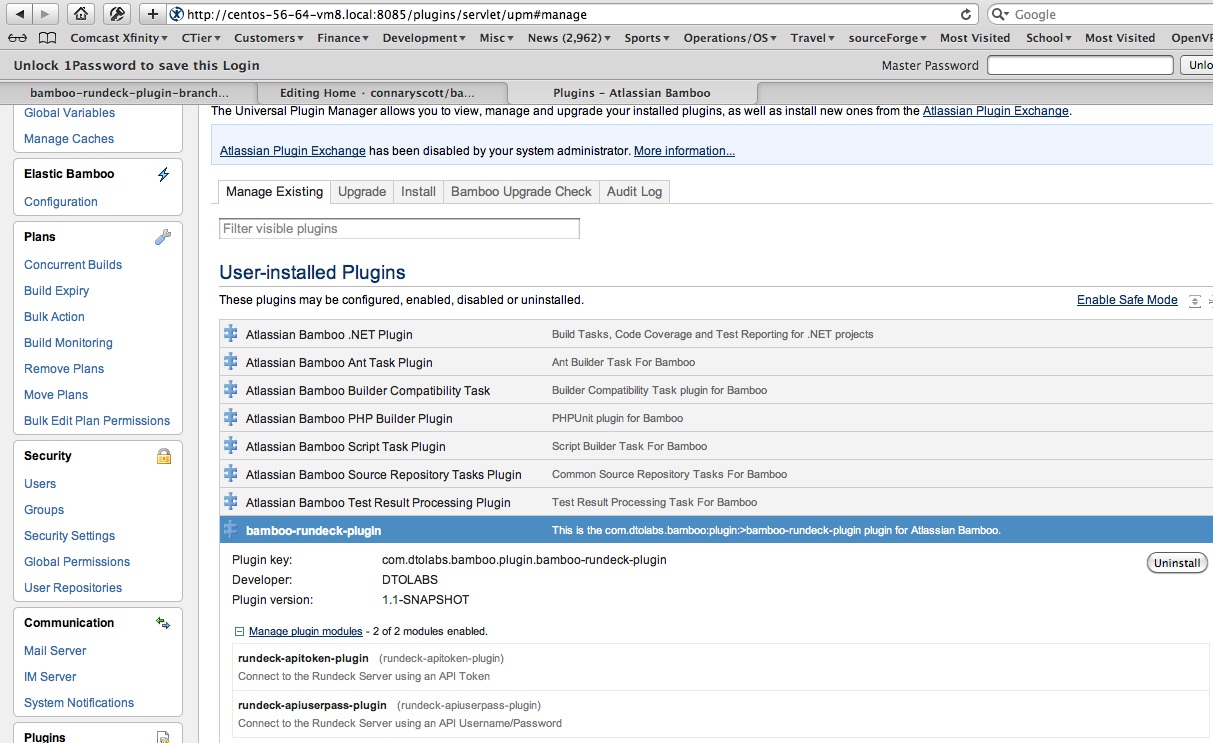 http://centos-56-64-vm8.local:8085/plugins/servlet/upm#manage
Google
Comcast Xfinity CTier Customers Finance Development Misc News (2,962) Sports Operations/OS Travel sourceForge Most Visited School Most Visited OpenVP
Unlock 1Password to save this Login
Master Password
Unlo
bamboo-rundeck-plugin-branch...
Editing Home · connaryscott/ba...
Plugins – Atlassian Bamboo
Global Variables
Manage Caches
Elastic Bamboo
Configuration
Plans
Concurrent Builds
Build Expiry
Bulk Action
Build Monitoring
Remove Plans
Move Plans
Bulk Edit Plan Permissions
Security
Users
Groups
Security Settings
Global Permissions
User Repositories
Communication
Mail Server
IM Server
System Notifications
Plugins
The Universal Plugin Manager allows you to view, manage and upgrade your installed plugins, as well as install new ones from the Atlassian Plugin Exchange.
Atlassian Plugin Exchange has been disabled by your system administrator. More information...
Manage Existing
Upgrade
Install
Bamboo Upgrade Check
Audit Log
Filter visible plugins
User-installed Plugins
These plugins may be configured, enabled, disabled or uninstalled.
Enable Safe Mode
Atlassian Bamboo .NET Plugin Build Tasks, Code Coverage and Test Reporting for .NET projects
Atlassian Bamboo Ant Task Plugin Ant Builder Task For Bamboo
Atlassian Bamboo Builder Compatibility Task Builder Compatibility Task plugin for Bamboo
Atlassian Bamboo PHP Builder Plugin PHPUnit plugin for Bamboo
Atlassian Bamboo Script Task Plugin Script Builder Task For Bamboo
Atlassian Bamboo Source Repository Tasks Plugin Common Source Repository Tasks For Bamboo
Atlassian Bamboo Test Result Processing Plugin Test Result Processing Task For Bamboo
bamboo-rundeck-plugin This is the com.dtolabs.bamboo:plugin:>bamboo-rundeck-plugin plugin for Atlassian Bamboo.
Plugin key: com.dtolabs.bamboo.plugin.bamboo-rundeck-plugin
Uninstall
Developer: DTOLABS
Plugin version: 1.1-SNAPSHOT
Manage plugin modules - 2 of 2 modules enabled.
rundeck-apitoken-plugin (rundeck-apitoken-plugin)
Connect to the Rundeck Server using an API Token
rundeck-apiuserpass-plugin (rundeck-apiuserpass-plugin)
Connect to the Rundeck Server using an API Username/Password